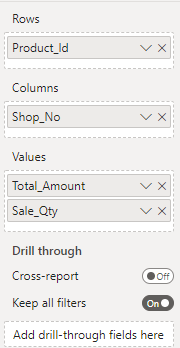 Rows
Product_Id
Columns
Shop_No
Values
Total_Amount
Sale_Qty
Drill through
Cross-report
Off
Keep all filters
On
Add drill-through fields here